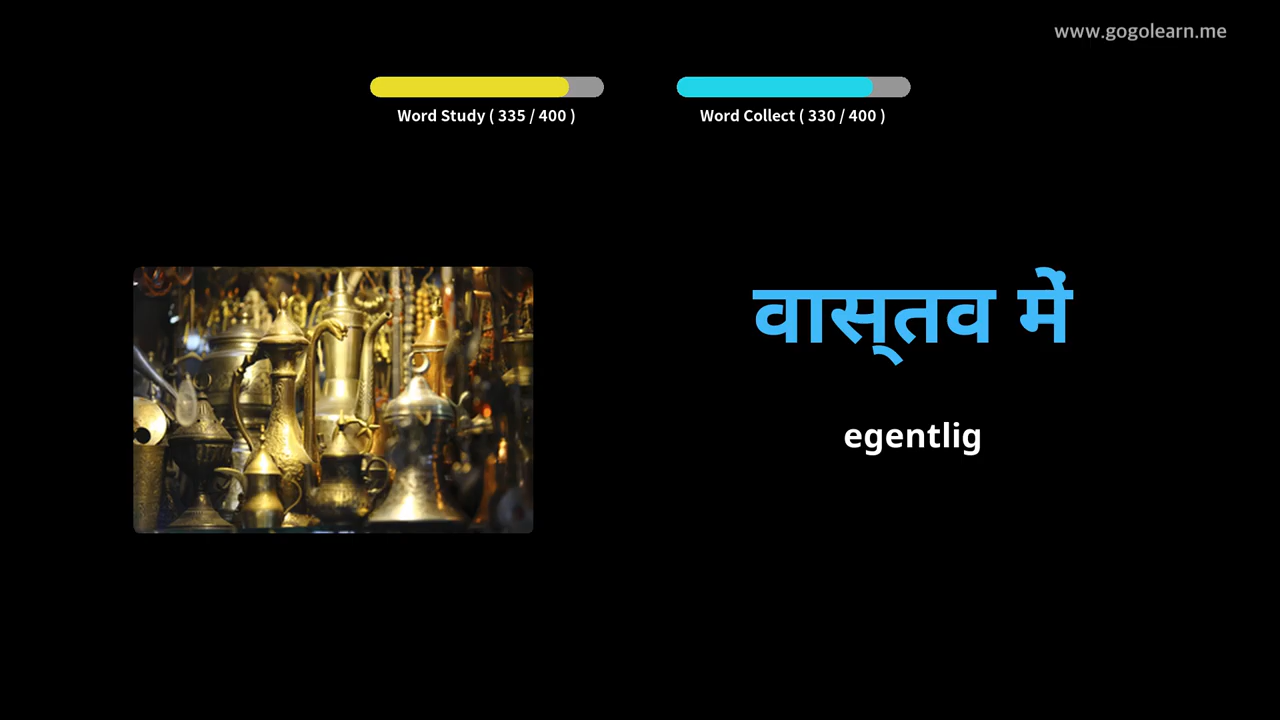 www.gogolearn.me
Word Study ( 335 / 400 )
Word Collect ( 330 / 400 )
वास्तव में
egentlig